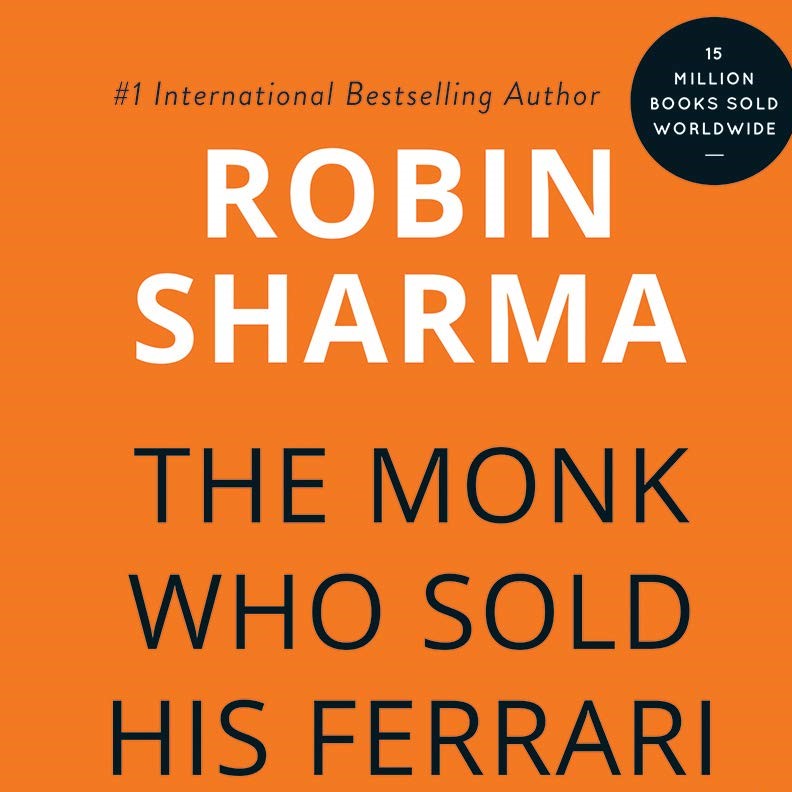 #1 International Bestselling Author
15
MILLION
BOOKS SOLD
WORLDWIDE
ROBIN
SHARMA
THE MONK
WHO SOLD
HIS FERRARI